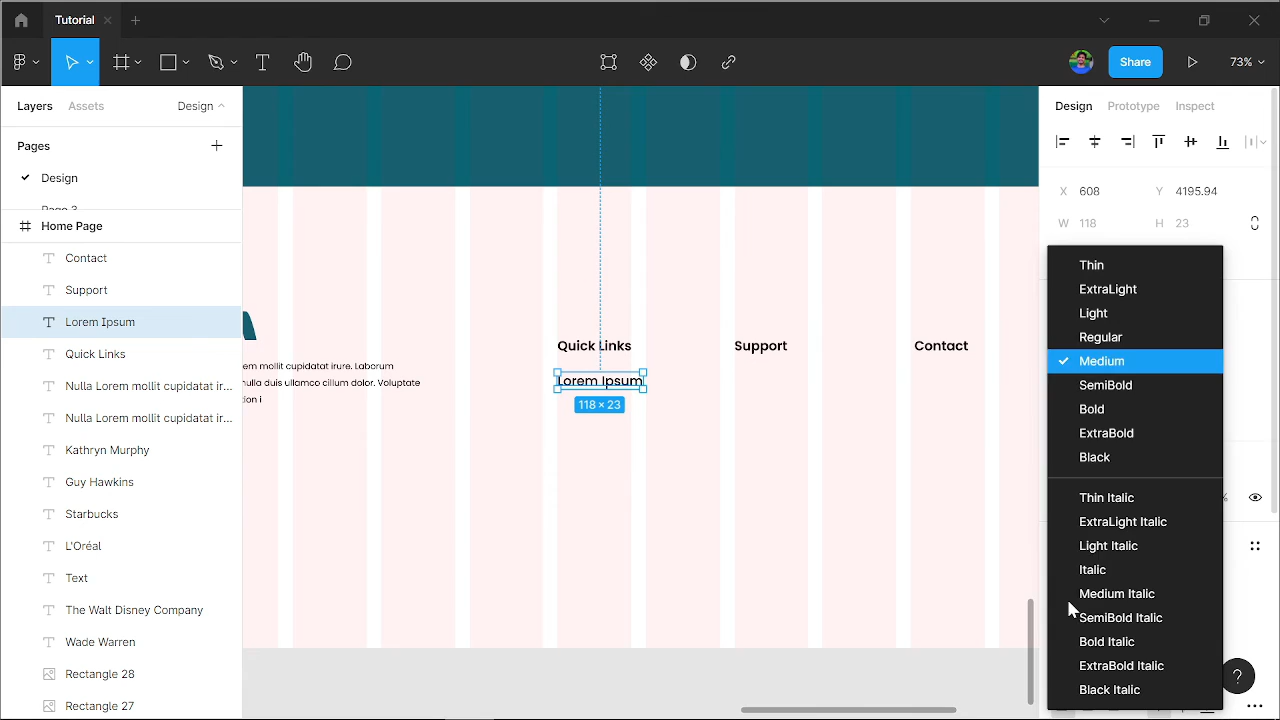 Tutorial
Share
73%
Layers
Assets
Design
Pages
Design
Home Page
Contact
Support
Lorem Ipsum
Quick Links
Nulla Lorem mollit cupidatat ir...
Nulla Lorem mollit cupidatat ir...
Kathryn Murphy
Guy Hawkins
Starbucks
L'Oréal
Text
The Walt Disney Company
Wade Warren
Rectangle 28
Rectangle 27
em mollit cupidatat irure. Laborum
nulla duis ullamco cillum dolor. Voluptate
tion i
Quick Links
Support
Contact
Lorem Ipsum
118 × 23
Design
Prototype
Inspect
X 608
Y 4195.94
W 118
H 23
Thin
ExtraLight
Light
Regular
Medium
SemiBold
Bold
ExtraBold
Black
Thin Italic
ExtraLight Italic
Light Italic
Italic
Medium Italic
SemiBold Italic
Bold Italic
ExtraBold Italic
Black Italic
%
?